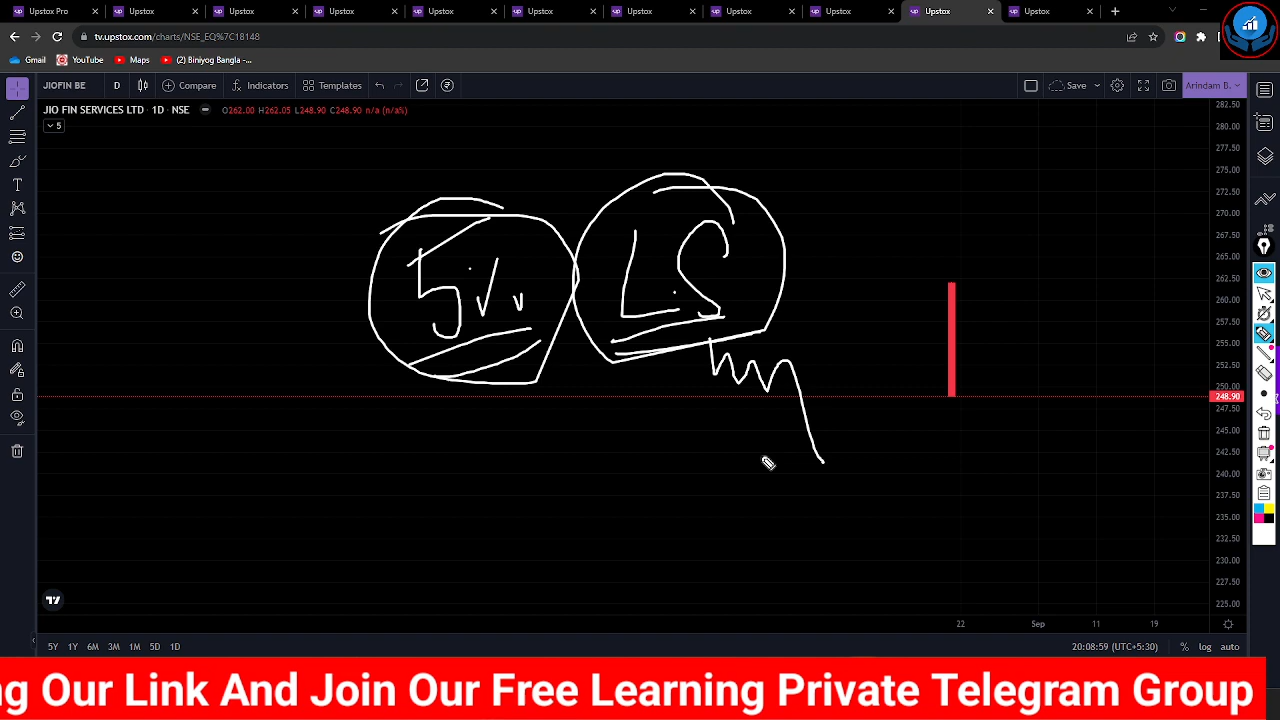 Upstox Pro Upstox Upstox Upstox Upstox Upstox Upstox Upstox Upstox Upstox Upstox
tv.upstox.com/charts/NSE_EQ%7C18148
Gmail YouTube Maps (2) Biniyog Bangla -...
JIOFIN BE D Compare Indicators Templates Save Arindam B.
JIO FIN SERVICES LTD · 1D · NSE O262.00 H262.05 L248.90 C248.90 n/a (n/a%)
5
282.50
280.00
277.50
275.00
272.50
270.00
267.50
265.00
262.50
260.00
257.50
255.00
252.50
250.00
248.90
245.00
242.50
240.00
237.50
235.00
232.50
230.00
227.50
225.00
5% LS
22 Sep 11 19
5Y 1Y 6M 3M 1M 5D 1D 20:08:59 (UTC+5:30) % log auto
ng Our Link And Join Our Free Learning Private Telegram Group